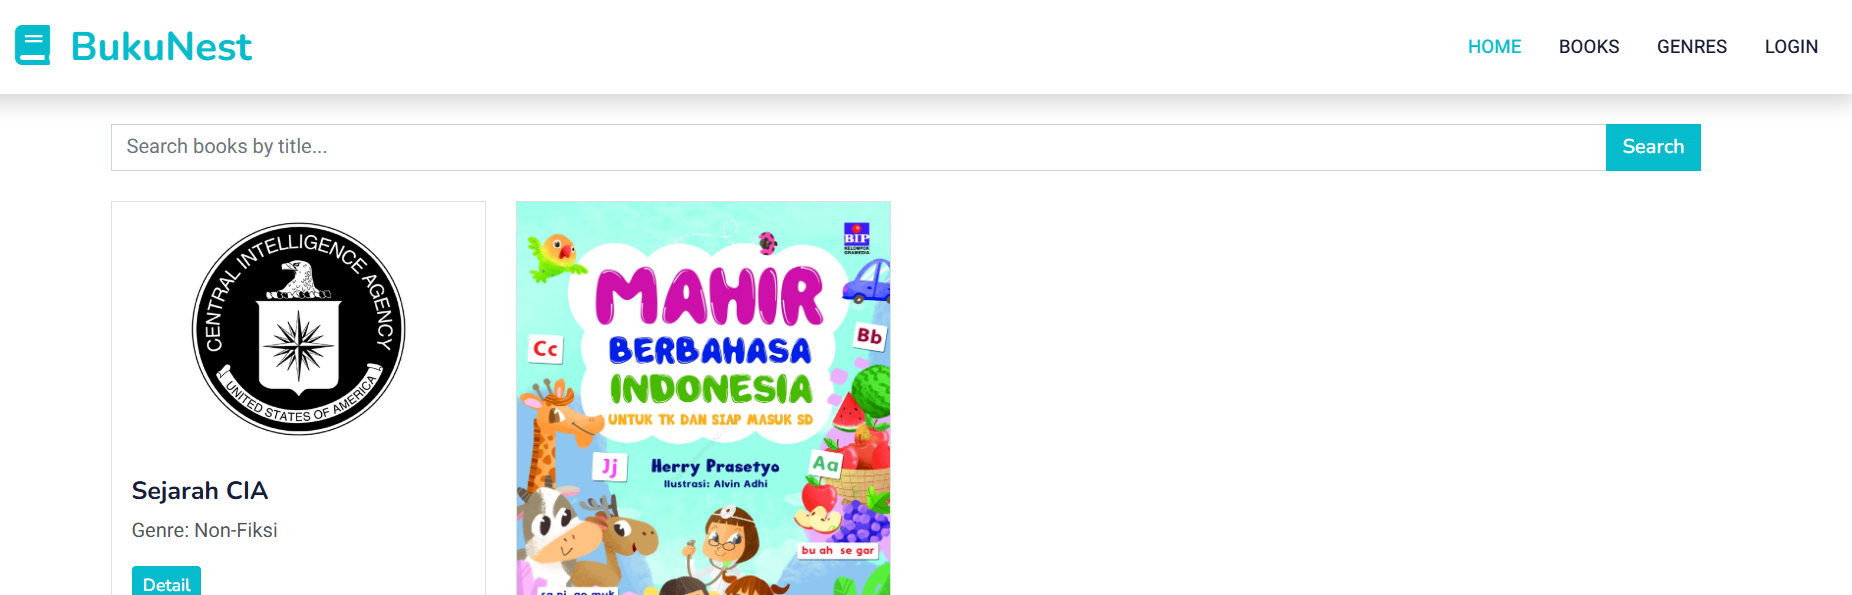 BukuNest
HOME
BOOKS
GENRES
LOGIN
Search books by title...
Search
CENTRAL INTELLIGENCE AGENCY
UNITED STATES OF AMERICA
Sejarah CIA
Genre: Non-Fiksi
Detail
BIP
KELOMPOK
GRAMEDIA
MAHIR
BERBAHASA
INDONESIA
UNTUK TK DAN SIAP MASUK SD
Cc
Bb
Jj
Herry Prasetyo
Ilustrasi: Alvin Adhi
Aa
bu ah se gar